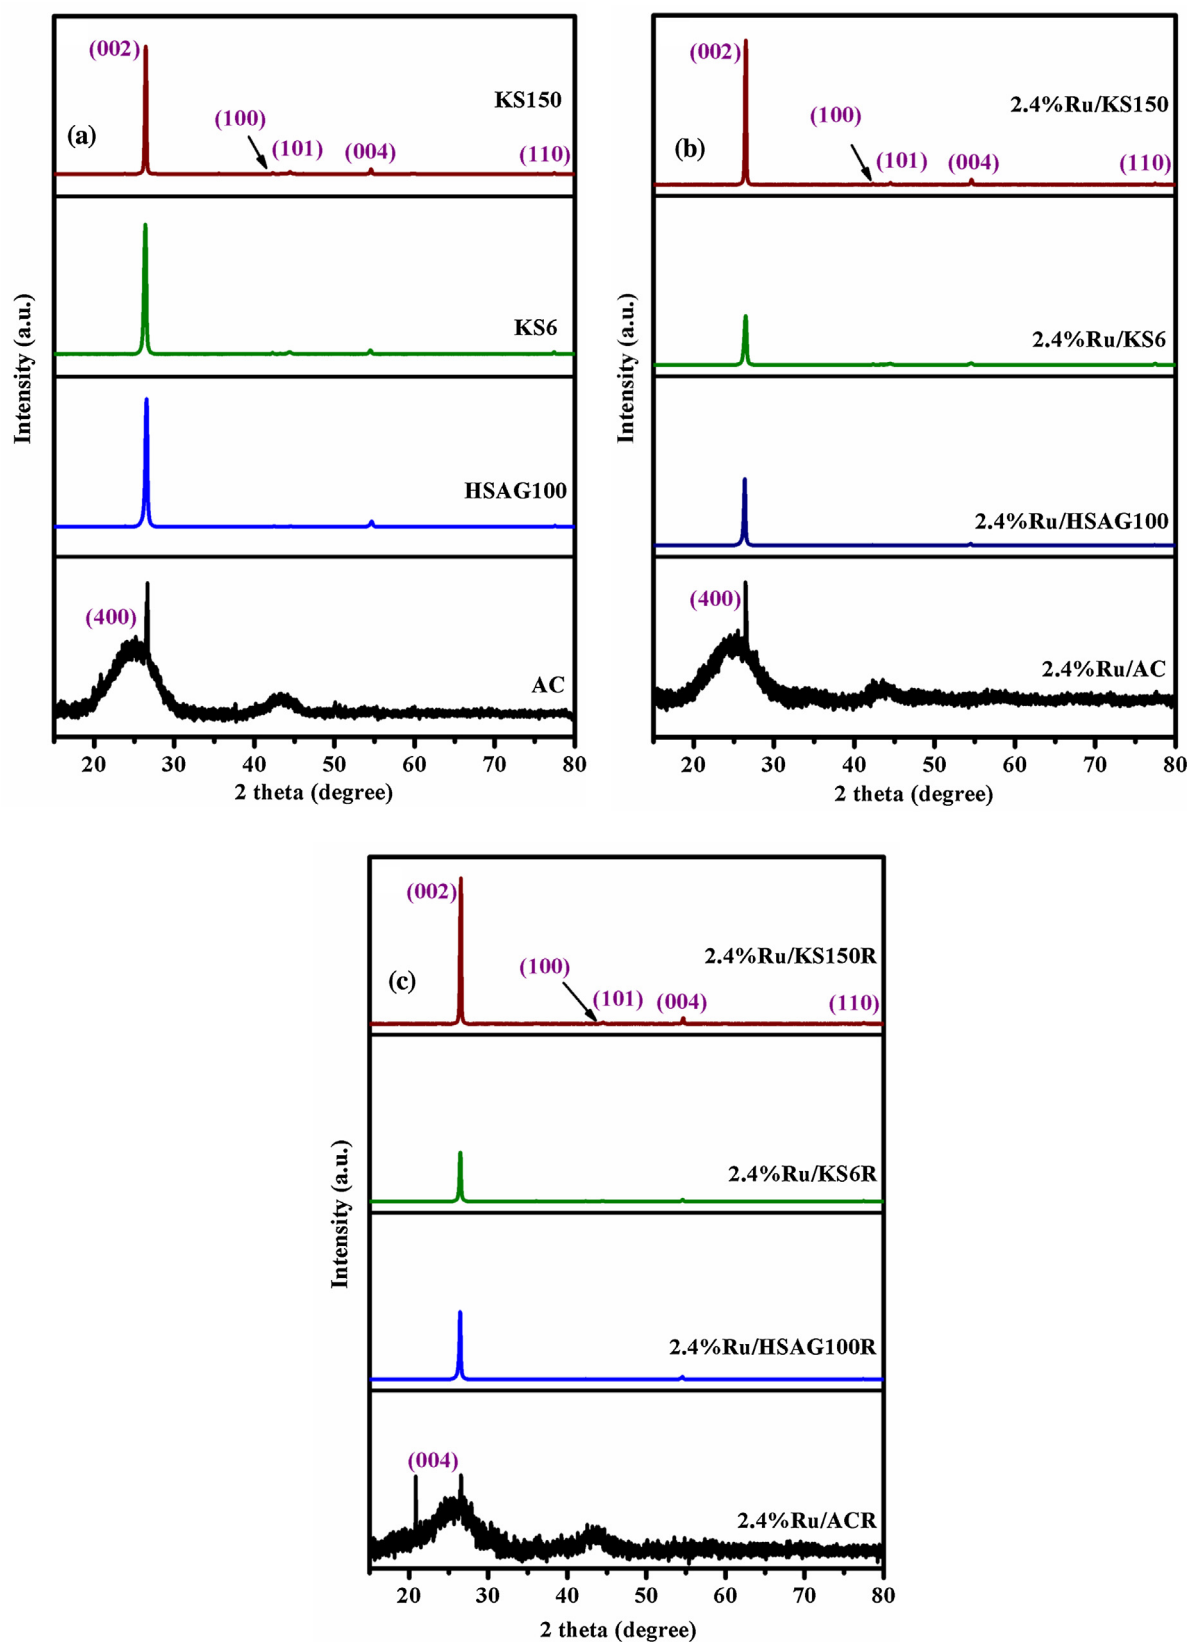 (002)
KS150
(100)
(a)
(101)
(004)
(110)
KS6
HSAG100
(400)
AC
Intensity (a.u.)
20 30 40 50 60 70 80
2 theta (degree)
(002)
2.4%Ru/KS150
(100)
(b)
(101)
(004)
(110)
2.4%Ru/KS6
2.4%Ru/HSAG100
(400)
2.4%Ru/AC
Intensity (a.u.)
20 30 40 50 60 70 80
2 theta (degree)
(002)
2.4%Ru/KS150R
(100)
(c)
(101)
(004)
(110)
2.4%Ru/KS6R
2.4%Ru/HSAG100R
(004)
2.4%Ru/ACR
Intensity (a.u.)
20 30 40 50 60 70 80
2 theta (degree)